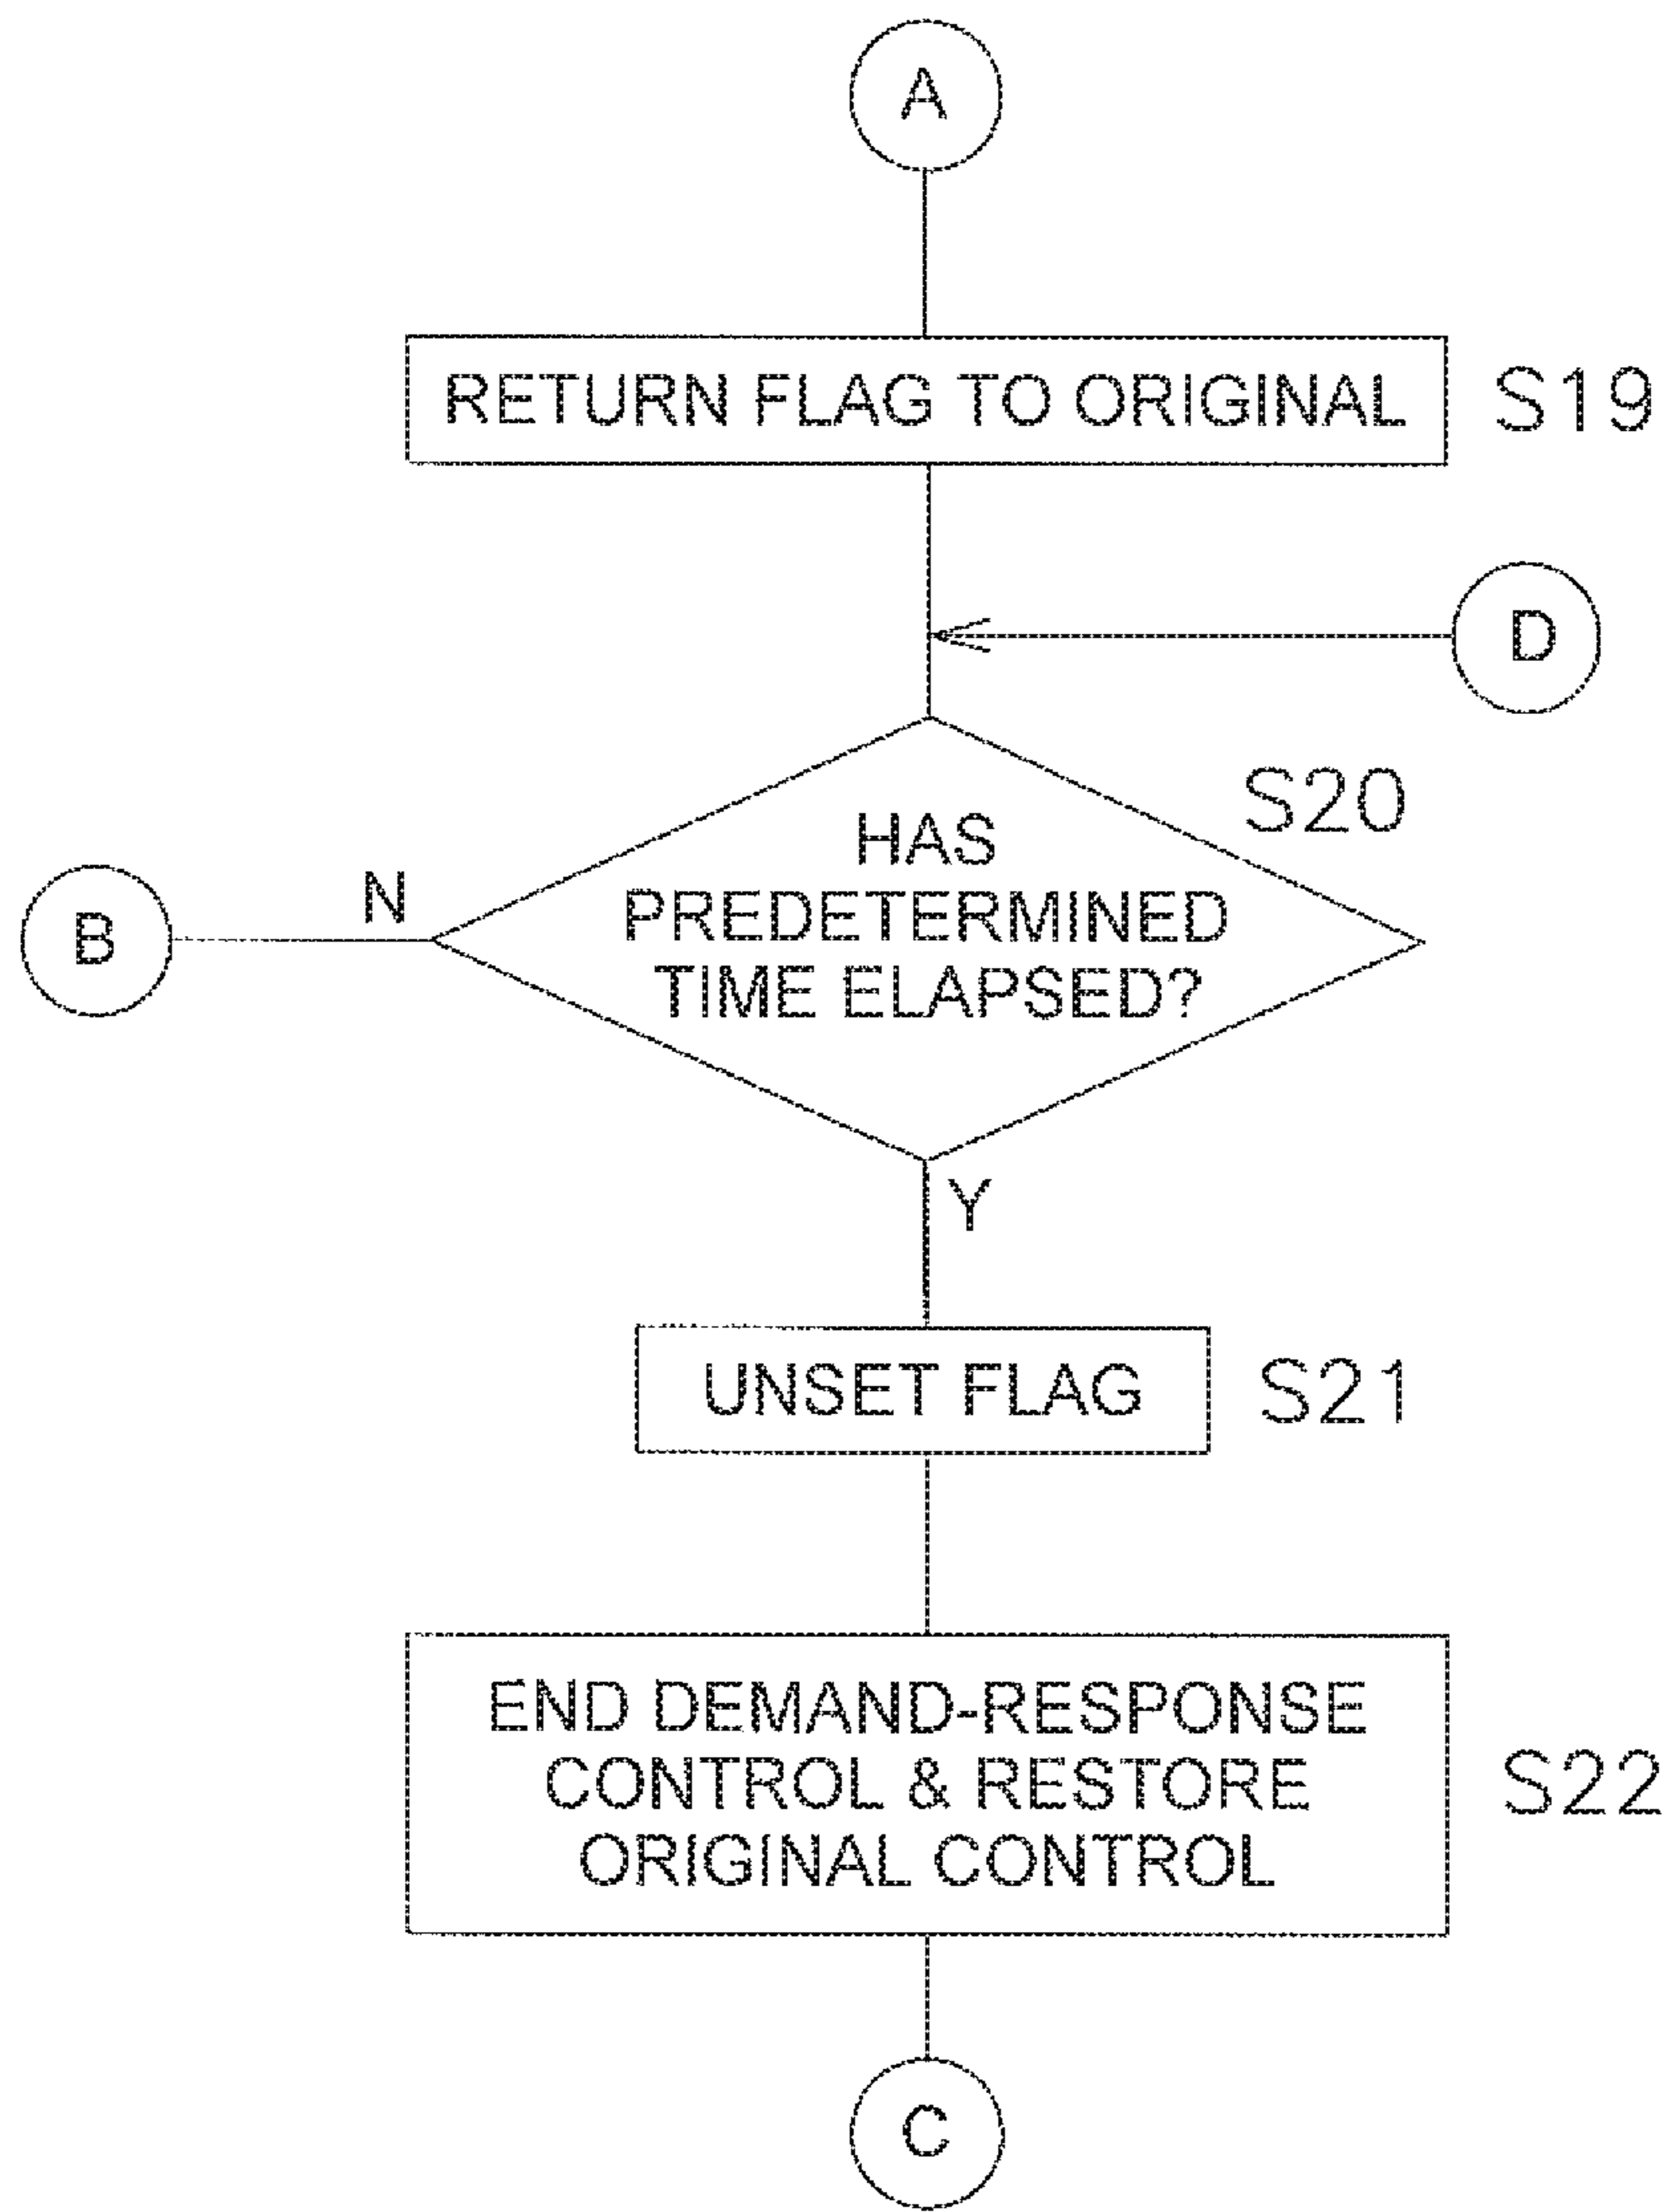 A
RETURN FLAG TO ORIGINAL
S19
D
S20
HAS
PREDETERMINED
TIME ELAPSED?
N
B
Y
UNSET FLAG
S21
END DEMAND-RESPONSE
CONTROL & RESTORE
ORIGINAL CONTROL
S22
C